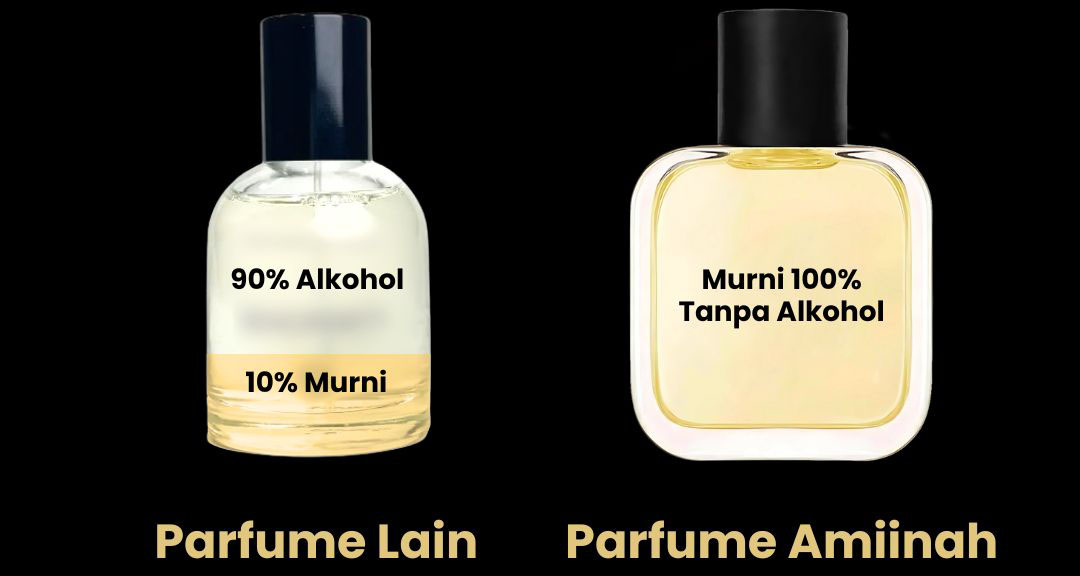 90% Alkohol
10% Murni
Parfume Lain
Murni 100%
Tanpa Alkohol
Parfume Amiinah